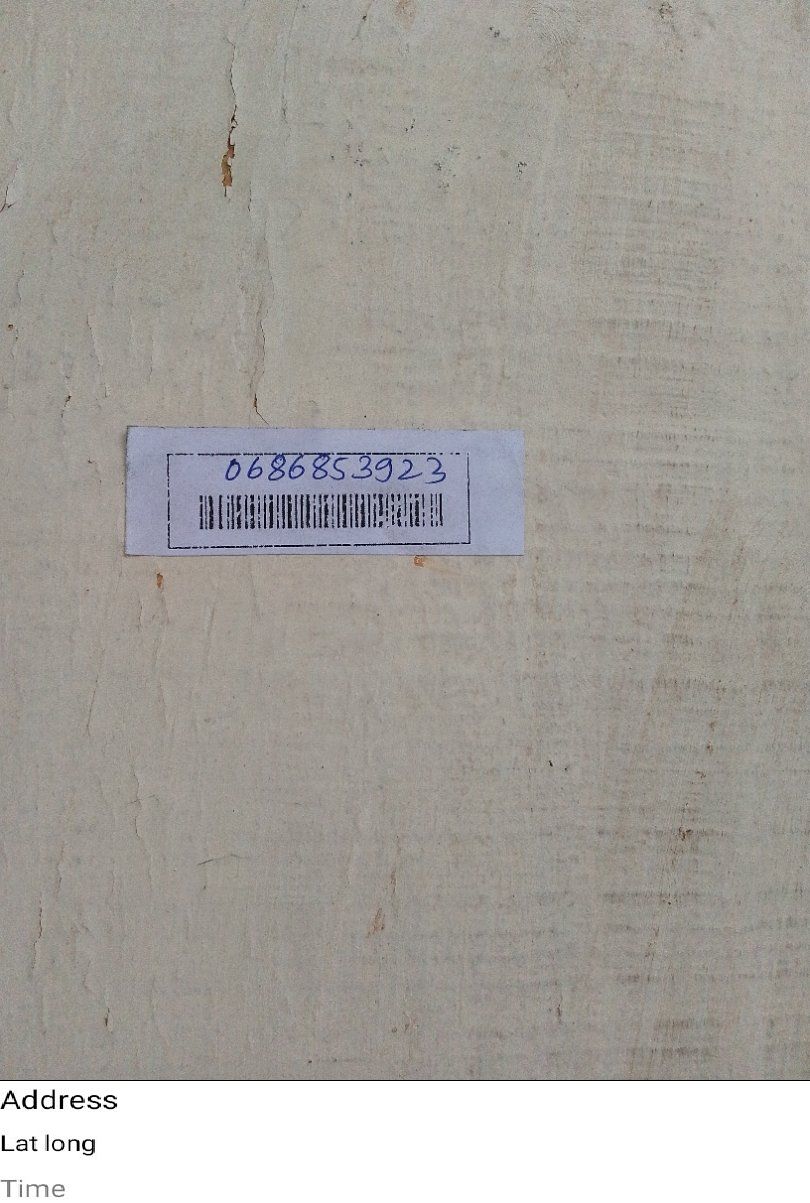 0686853923
Address
Lat long
Time